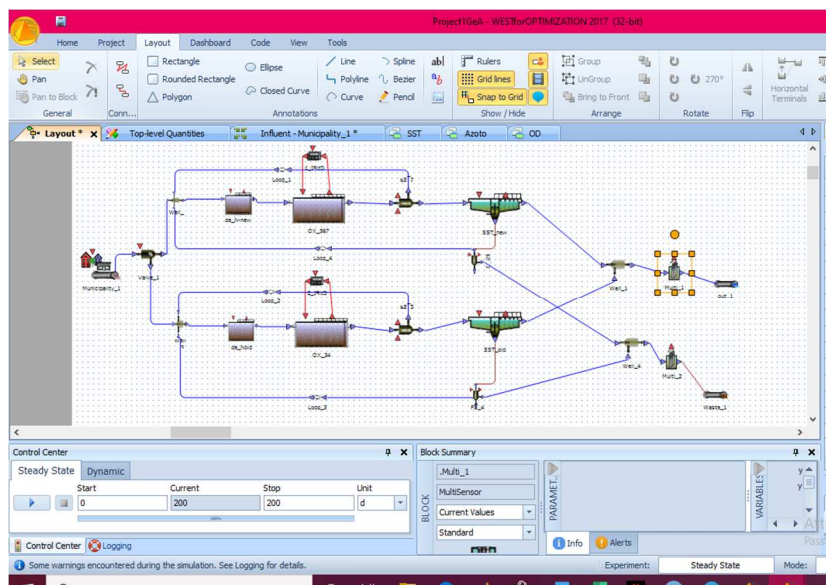 Project1GeA - WESTforOPTIMIZATION 2017 (32-bit)
Home Project Layout Dashboard Code View Tools
Select
Pan
Pan to Block
General
Conn...
Rectangle
Rounded Rectangle
Polygon
Ellipse
Closed Curve
Line
Polyline
Curve
Spline
Bezier
Pencil
ab|
Annotations
Rulers
Grid lines
Snap to Grid
Show / Hide
Group
UnGroup
Bring to Front
Arrange
270°
Rotate
Flip
Horizontal
Terminals
Layout * x
Top-level Quantities
Influent - Municipality_1 *
SST
Azoto
OD
Loop_1
OX_387
Loop_4
SST_new
Municipality_1
Valve_1
Well_1
Multi_1
out_1
Loop_2
OX_34
SST_old
Well_4
Multi_2
Loop_3
Waste_1
Control Center
Steady State Dynamic
Start Current Stop Unit
0 200 200 d
100%
Control Center Logging
Block Summary
BLOCK
.Multi_1
MultiSensor
Current Values
Standard
PARAMET...
VARIABLES
y
y
Info Alerts
Some warnings encountered during the simulation. See Logging for details.
Experiment: Steady State Mode: